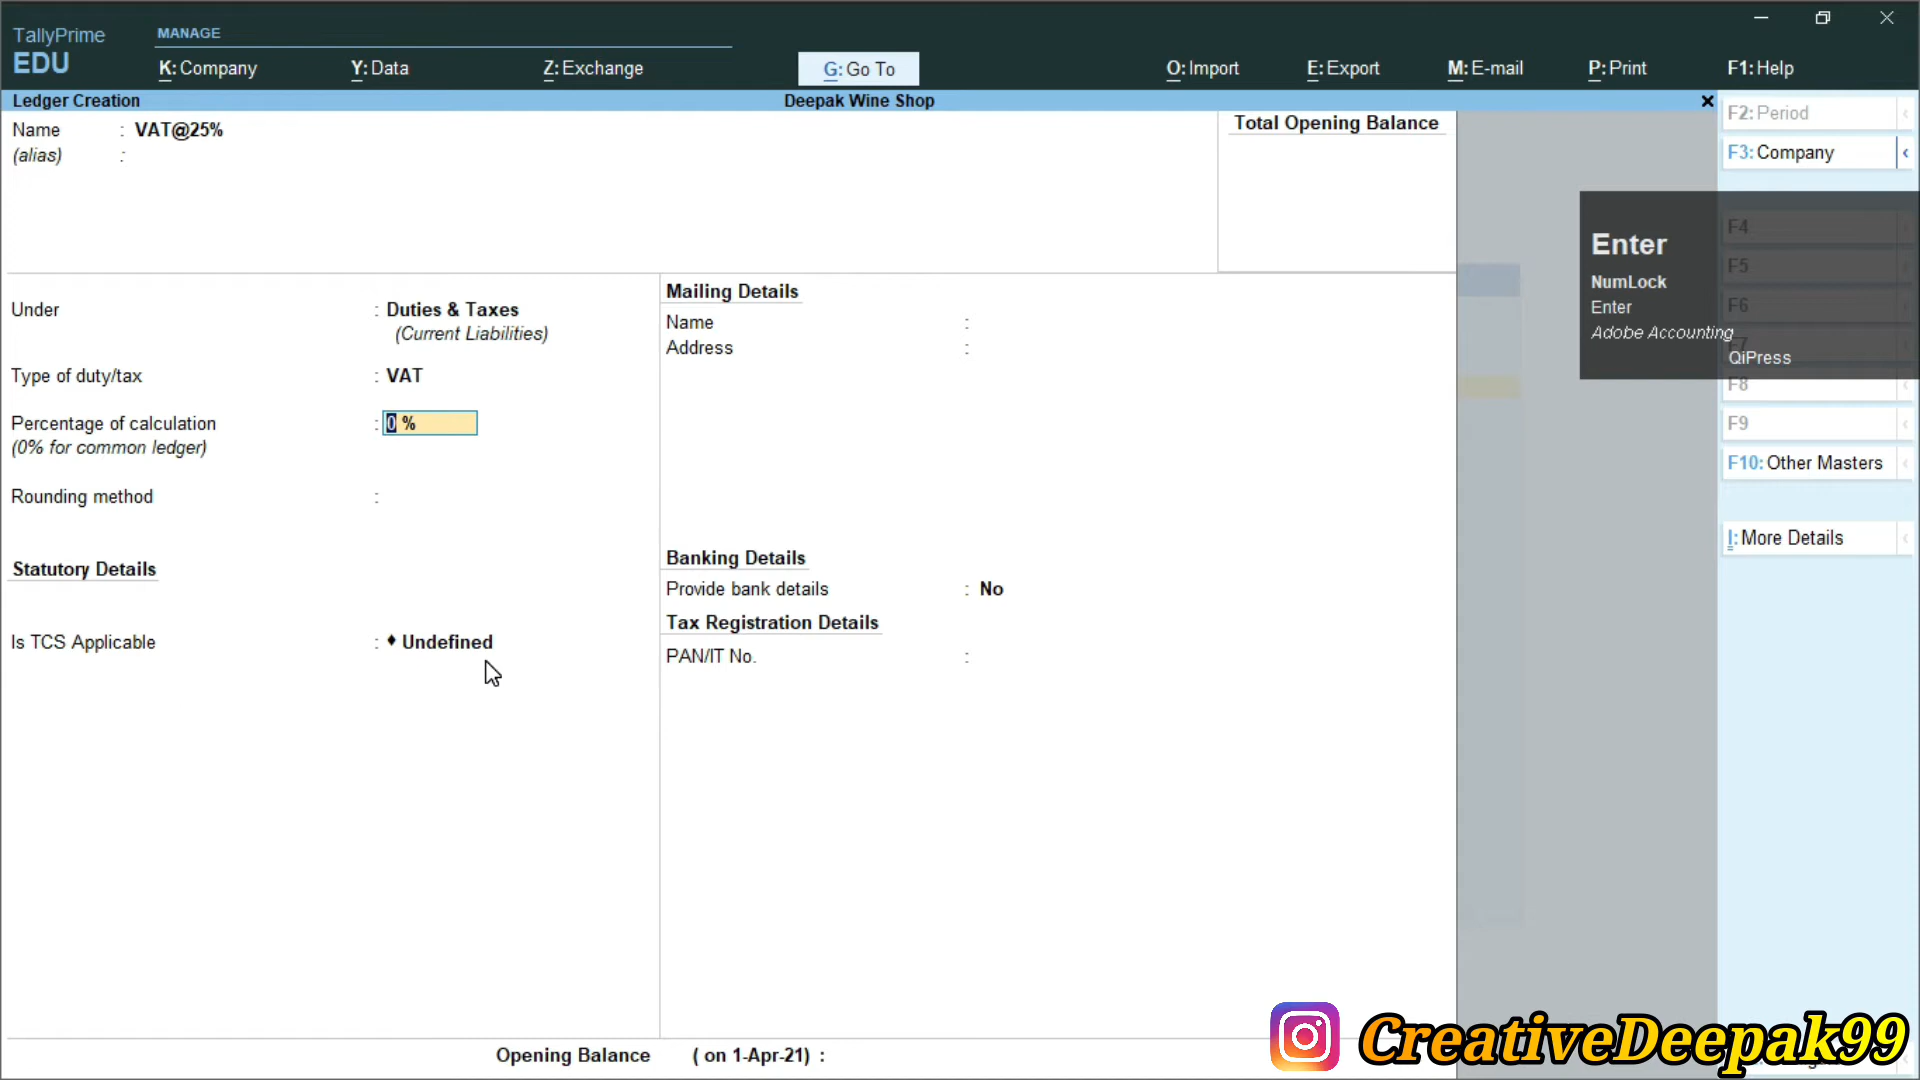 TallyPrime
EDU
MANAGE
K: Company
Y: Data
Z: Exchange
G: Go To
O: Import
E: Export
M: E-mail
P: Print
F1: Help
Ledger Creation
Deepak Wine Shop
Name : VAT@25%
(alias) :
Total Opening Balance
F2: Period
F3: Company
F4
F5
F6
F7
F8
F9
F10: Other Masters
I: More Details
Enter
NumLock
Enter
Adobe Accounting
QiPress
Under : Duties & Taxes
(Current Liabilities)
Type of duty/tax : VAT
Percentage of calculation : 0 %
(0% for common ledger)
Rounding method :
Statutory Details
Is TCS Applicable : ♦ Undefined
Mailing Details
Name :
Address :
Banking Details
Provide bank details : No
Tax Registration Details
PAN/IT No. :
Opening Balance ( on 1-Apr-21) :
CreativeDeepak99